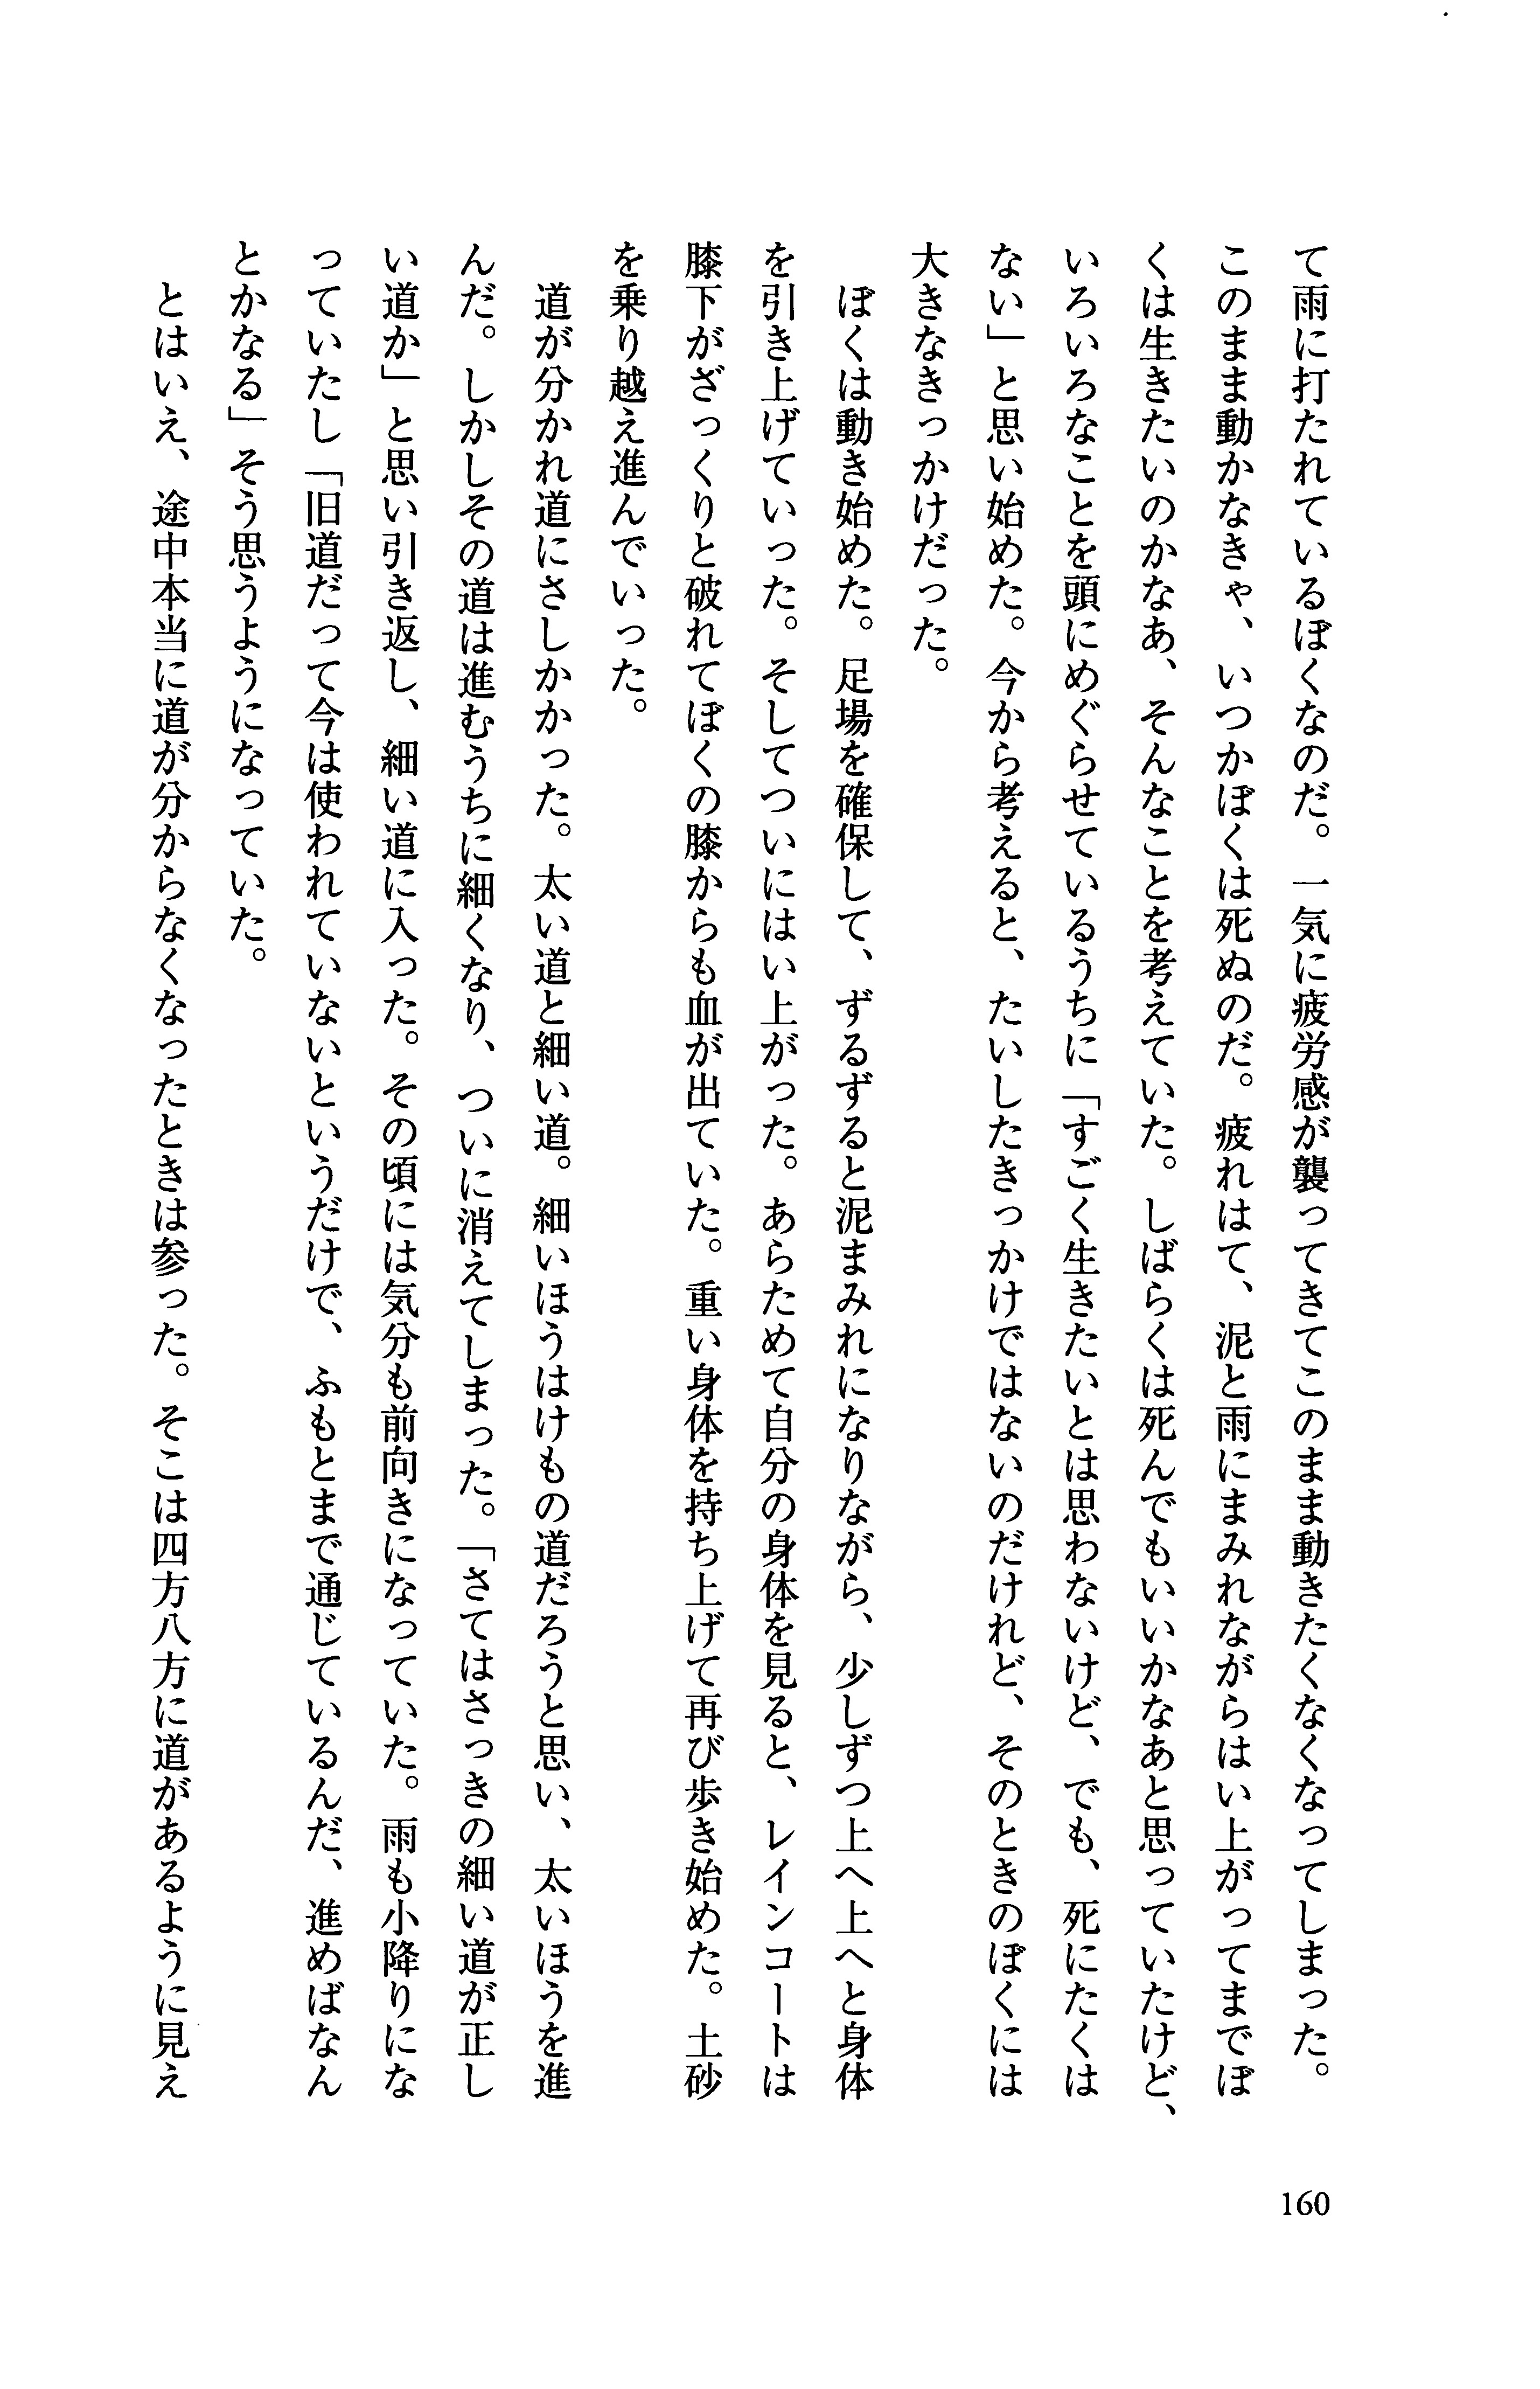 て雨に打たれているぼくなのだ。一気に疲労感が襲ってきてこのまま動きたくなくなってしまった。
このまま動かなきゃ、いつかぼくは死ぬのだ。疲れはて、泥と雨にまみれながらはい上がってまでぼ
くは生きたいのかなあ、そんなことを考えていた。しばらくは死んでもいいかなあと思っていたけど、
いろいろなことを頭にめぐらせているうちに「すごく生きたいとは思わないけど、でも、死にたくは
ない」と思い始めた。今から考えると、たいしたきっかけではないのだけれど、そのときのぼくには
大きなきっかけだった。
　ぼくは動き始めた。足場を確保して、ずるずると泥まみれになりながら、少しずつ上へ上へと身体
を引き上げていった。そしてついにはい上がった。あらためて自分の身体を見ると、レインコートは
膝下がざっくりと破れてぼくの膝からも血が出ていた。重い身体を持ち上げて再び歩き始めた。土砂
を乗り越え進んでいった。
　道が分かれ道にさしかかった。太い道と細い道。細いほうはけもの道だろうと思い、太いほうを進
んだ。しかしその道は進むうちに細くなり、ついに消えてしまった。「さてはさっきの細い道が正し
い道か」と思い引き返し、細い道に入った。その頃には気分も前向きになっていた。雨も小降りにな
っていたし「旧道だって今は使われていないというだけで、ふもとまで通じているんだ、進めばなん
とかなる」そう思うようになっていた。
　とはいえ、途中本当に道が分からなくなったときは参った。そこは四方八方に道があるように見え
160